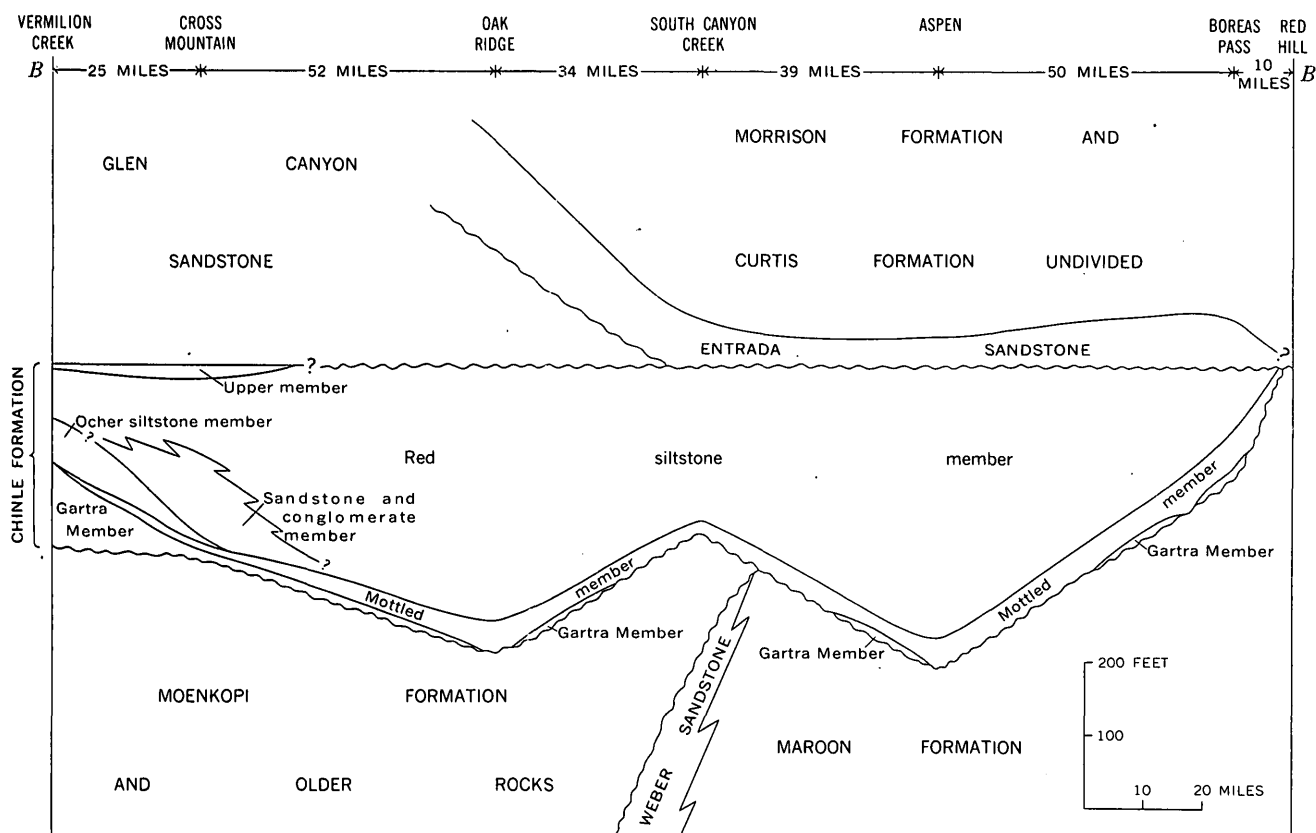 VERMILION CREEK
CROSS MOUNTAIN
OAK RIDGE
SOUTH CANYON CREEK
ASPEN
BOREAS PASS
RED HILL
B
25 MILES
52 MILES
34 MILES
39 MILES
50 MILES
10 MILES
B
MORRISON FORMATION AND
GLEN CANYON
SANDSTONE
CURTIS FORMATION UNDIVIDED
ENTRADA SANDSTONE
?
?
CHINLE FORMATION
Upper member
Ocher siltstone member
?
Red siltstone member
Sandstone and
conglomerate
member
?
Gartra
Member
Mottled member
Gartra Member
Gartra Member
Mottled member
Gartra Member
WEBER SANDSTONE
MOENKOPI FORMATION
AND OLDER ROCKS
MAROON FORMATION
200 FEET
100
10 20 MILES